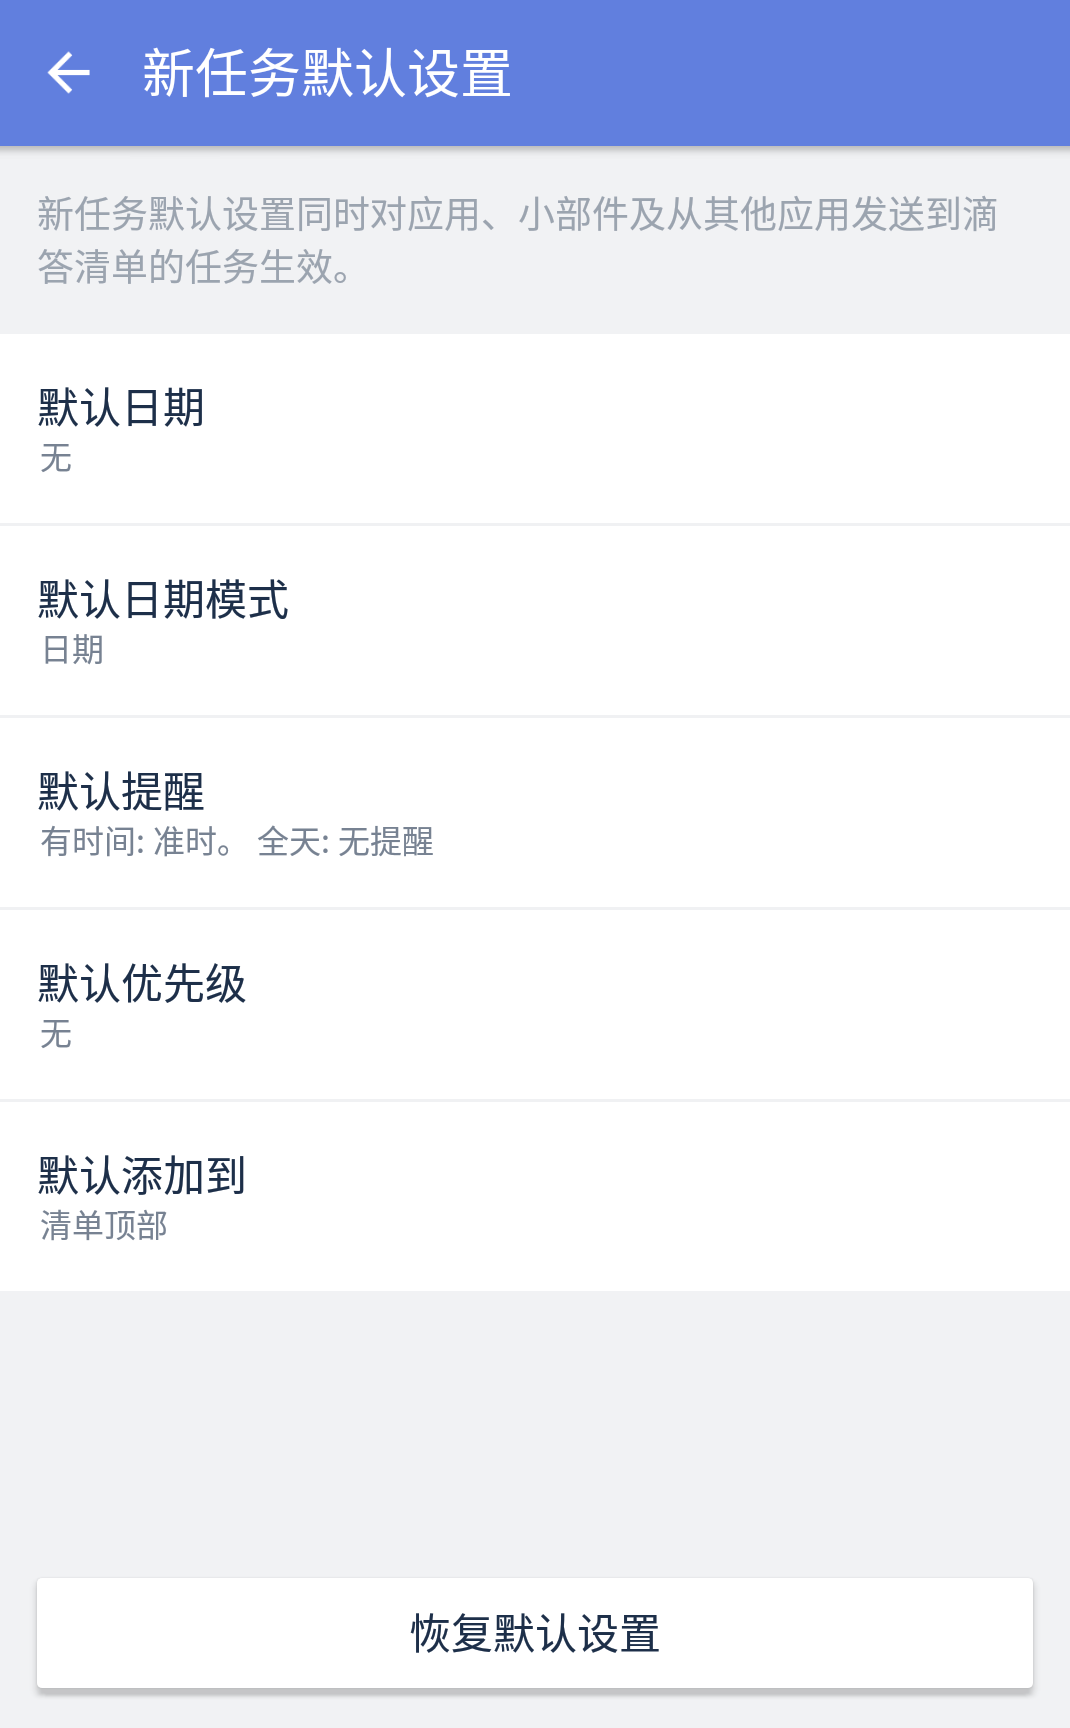 新任务默认设置
新任务默认设置同时对应用、小部件及从其他应用发送到滴
答清单的任务生效。
默认日期
无
默认日期模式
日期
默认提醒
有时间: 准时。 全天: 无提醒
默认优先级
无
默认添加到
清单顶部
恢复默认设置